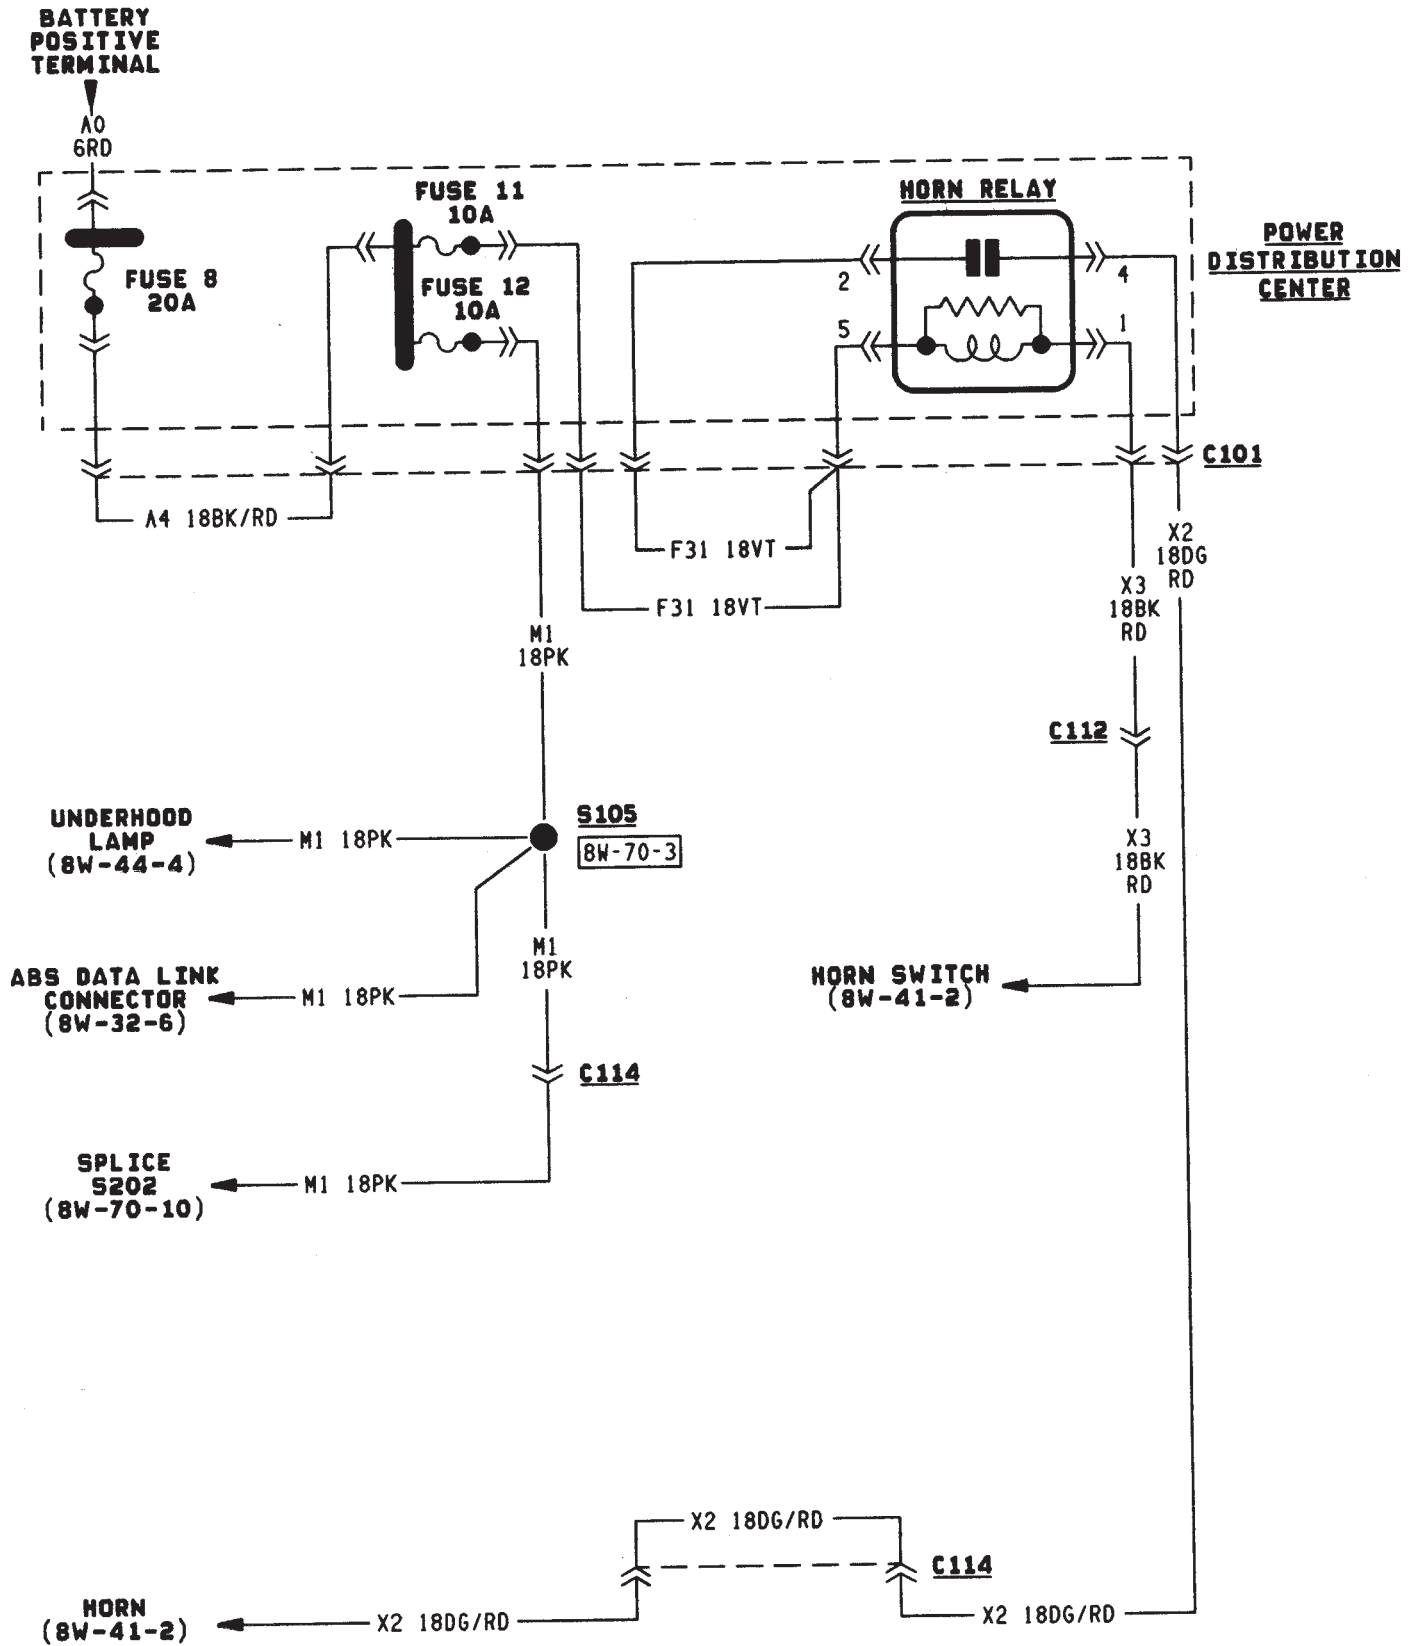 BATTERY
POSITIVE
TERMINAL
A0
6RD
FUSE 8
20A
FUSE 11
10A
FUSE 12
10A
HORN RELAY
2
4
5
1
POWER
DISTRIBUTION
CENTER
C101
A4 18BK/RD
F31 18VT
F31 18VT
X2
18DG
RD
X3
18BK
RD
M1
18PK
C112
UNDERHOOD
LAMP
(8W-44-4)
M1 18PK
S105
8W-70-3
X3
18BK
RD
M1
18PK
ABS DATA LINK
CONNECTOR
(8W-32-6)
M1 18PK
HORN SWITCH
(8W-41-2)
C114
SPLICE
S202
(8W-70-10)
M1 18PK
X2 18DG/RD
C114
HORN
(8W-41-2)
X2 18DG/RD
X2 18DG/RD